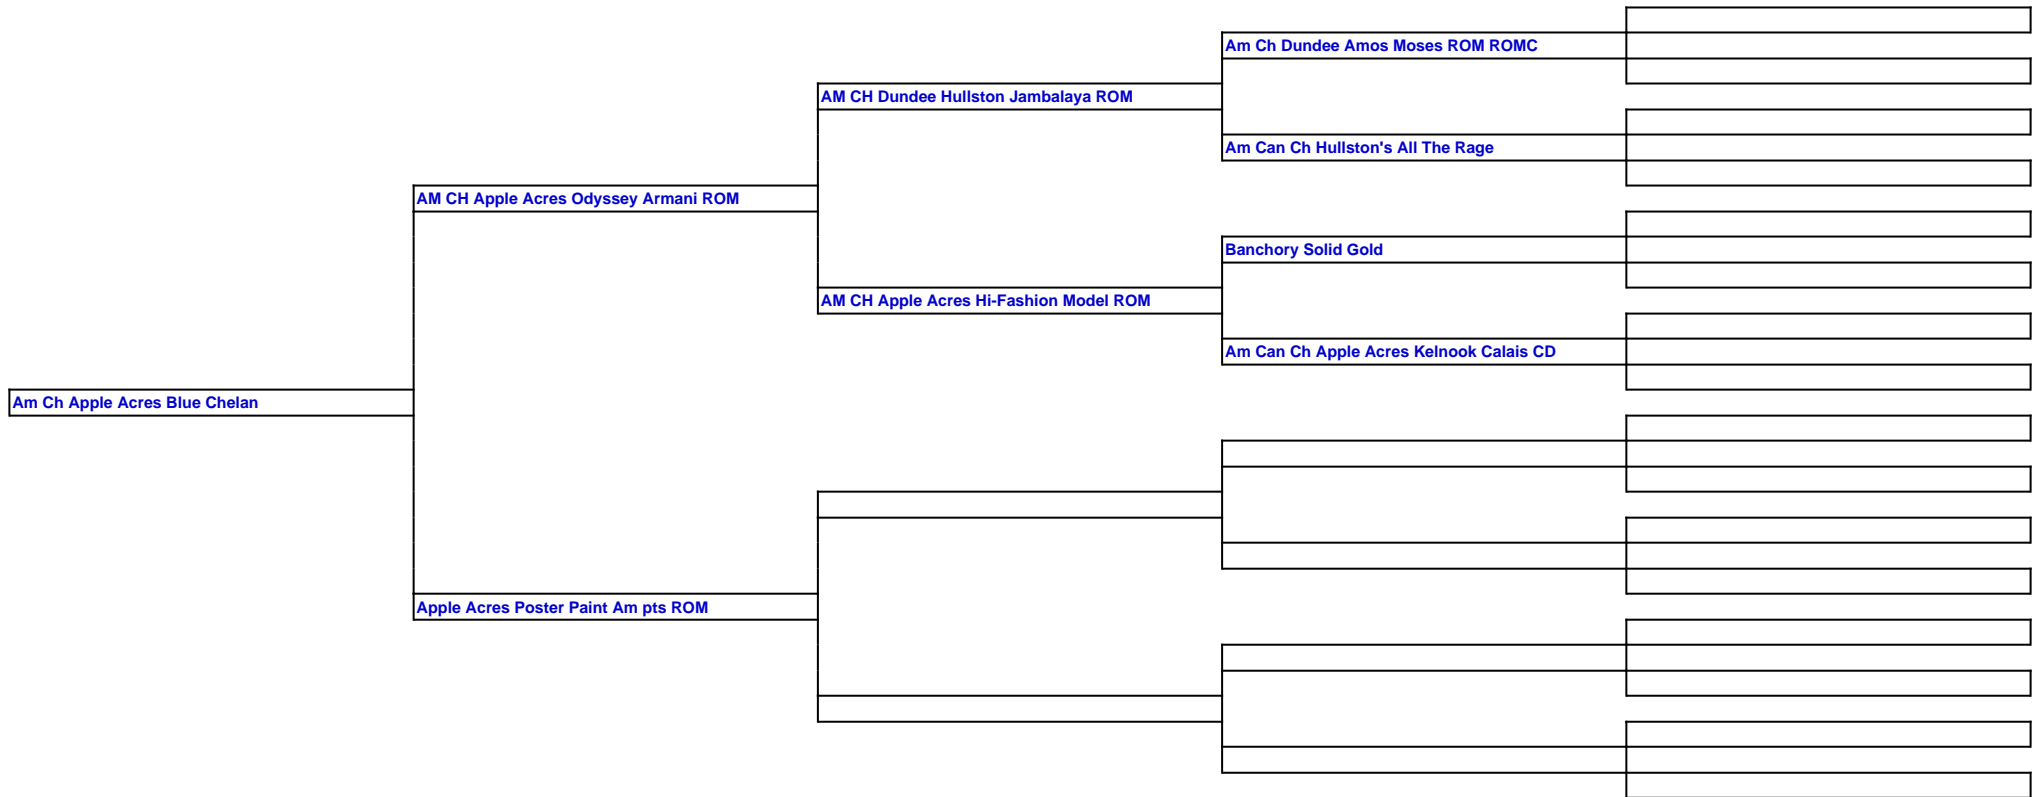 Am Ch Dundee Amos Moses ROM ROMC
AM CH Dundee Hullston Jambalaya ROM
Am Can Ch Hullston's All The Rage
AM CH Apple Acres Odyssey Armani ROM
Banchory Solid Gold
AM CH Apple Acres Hi-Fashion Model ROM
Am Can Ch Apple Acres Kelnook Calais CD
Am Ch Apple Acres Blue Chelan
Apple Acres Poster Paint Am pts ROM